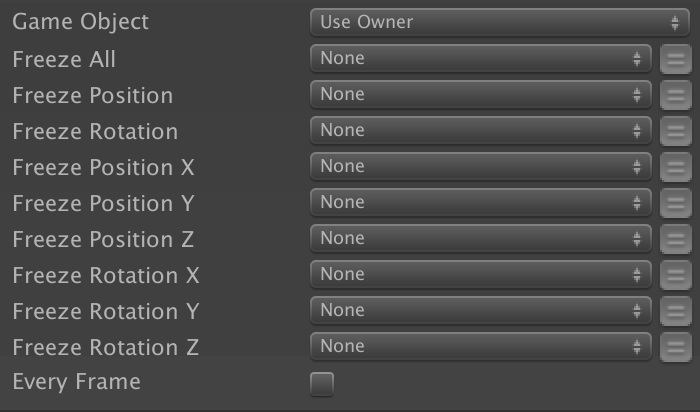 Game Object Use Owner
Freeze All None
Freeze Position None
Freeze Rotation None
Freeze Position X None
Freeze Position Y None
Freeze Position Z None
Freeze Rotation X None
Freeze Rotation Y None
Freeze Rotation Z None
Every Frame